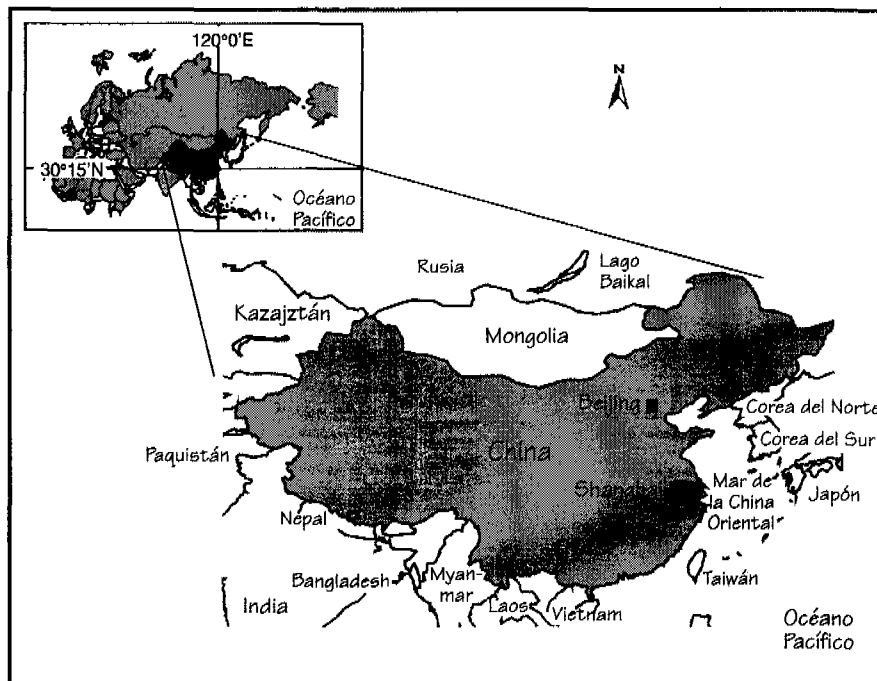 120°0'E
30°15'N
Océano
Pacífico
N
Rusia
Lago
Baikal
Kazajztán
Mongolia
Beijing
Corea del Norte
Corea del Sur
Paquistán
China
Shanghai
Mar de
la China
Oriental
Japón
Nepal
Bangladesh
Myan-
mar
Taiwán
India
Laos
Vietnam
Océano
Pacífico